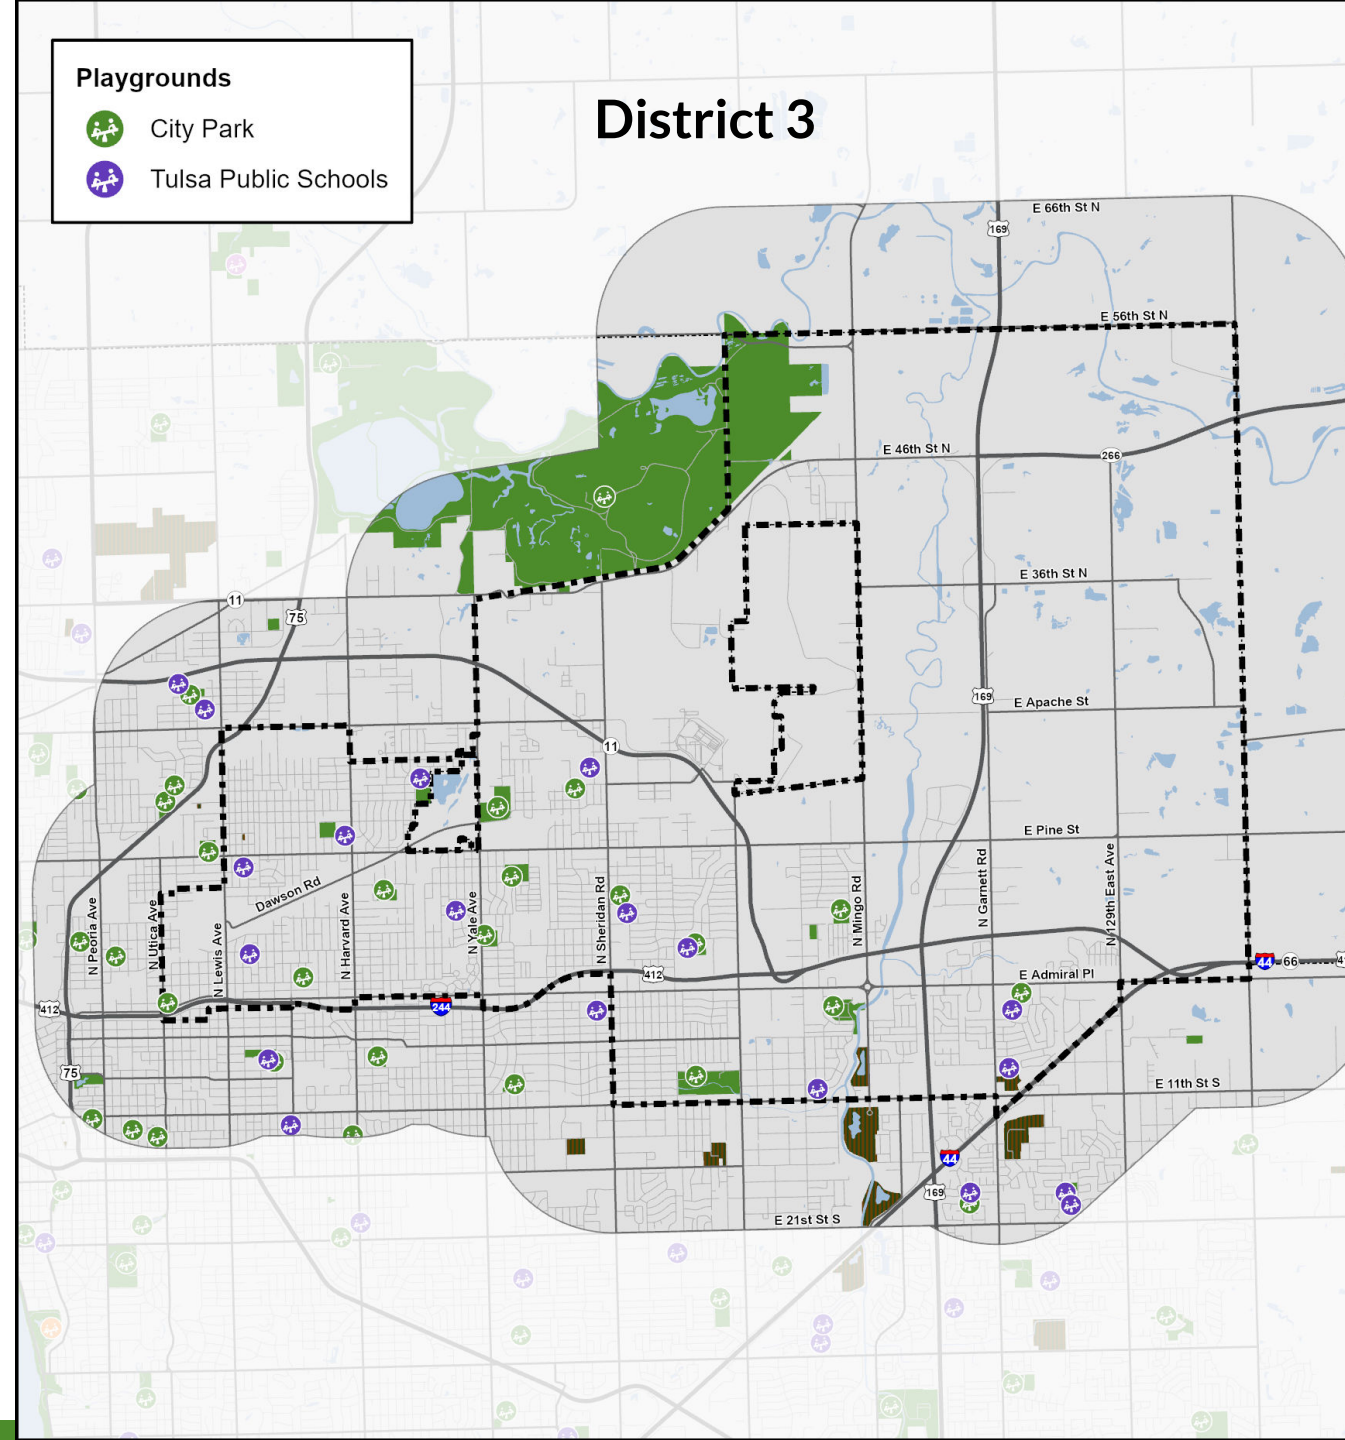 Playgrounds
City Park
Tulsa Public Schools
District 3
E 66th St N
169
E 56th St N
E 46th St N
266
E 36th St N
11
75
169
E Apache St
11
E Pine St
Dawson Rd
N Peoria Ave
N Utica Ave
N Lewis Ave
N Harvard Ave
N Yale Ave
N Sheridan Rd
N Mingo Rd
N Garnett Rd
N 129th East Ave
412
E Admiral Pl
44
66
412
244
75
E 11th St S
44
169
E 21st St S